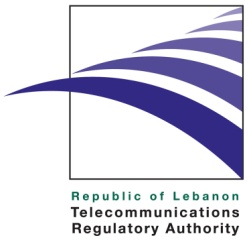 Republic of Lebanon
Telecommunications
Regulatory Authority